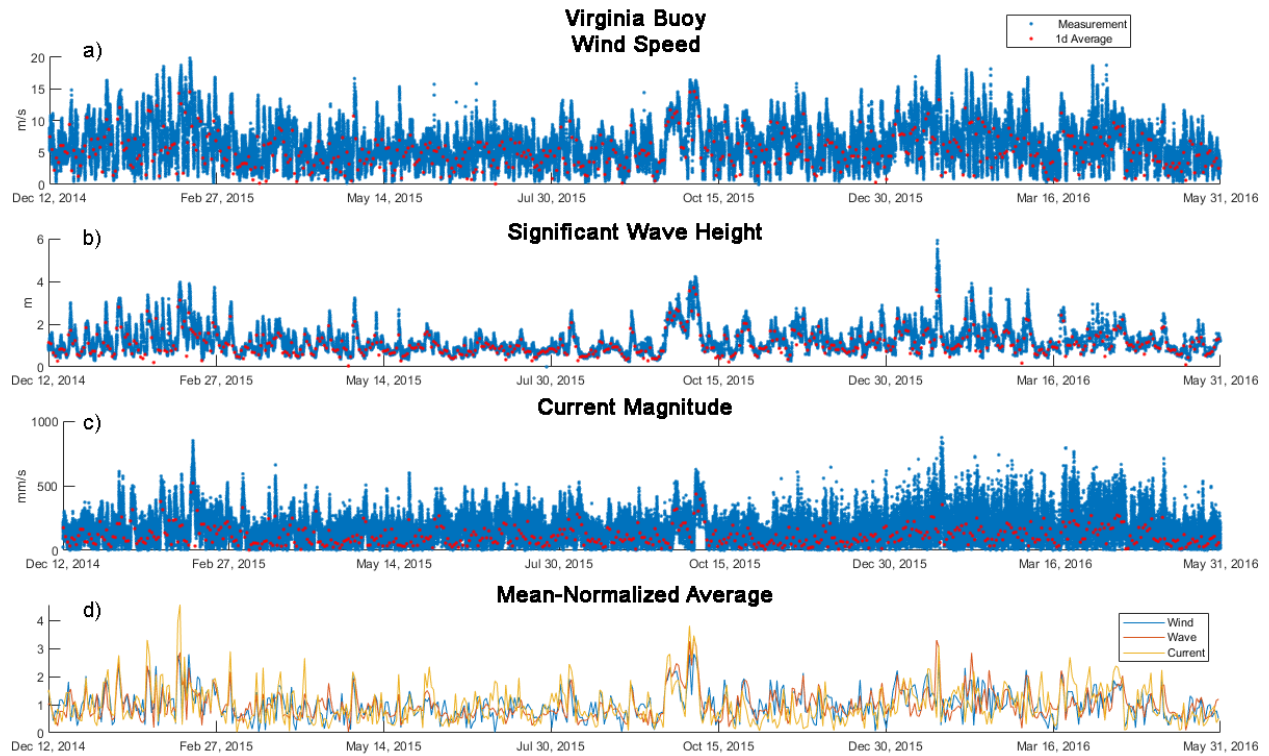 Virginia Buoy
Wind Speed
Measurement
1d Average
a)
20
15
10
5
0
m/s
Dec 12, 2014 Feb 27, 2015 May 14, 2015 Jul 30, 2015 Oct 15, 2015 Dec 30, 2015 Mar 16, 2016 May 31, 2016
Significant Wave Height
b)
6
4
2
0
m
Dec 12, 2014 Feb 27, 2015 May 14, 2015 Jul 30, 2015 Oct 15, 2015 Dec 30, 2015 Mar 16, 2016 May 31, 2016
Current Magnitude
c)
1000
500
0
mm/s
Dec 12, 2014 Feb 27, 2015 May 14, 2015 Jul 30, 2015 Oct 15, 2015 Dec 30, 2015 Mar 16, 2016 May 31, 2016
Mean-Normalized Average
d)
Wind
Wave
Current
4
3
2
1
0
Dec 12, 2014 Feb 27, 2015 May 14, 2015 Jul 30, 2015 Oct 15, 2015 Dec 30, 2015 Mar 16, 2016 May 31, 2016